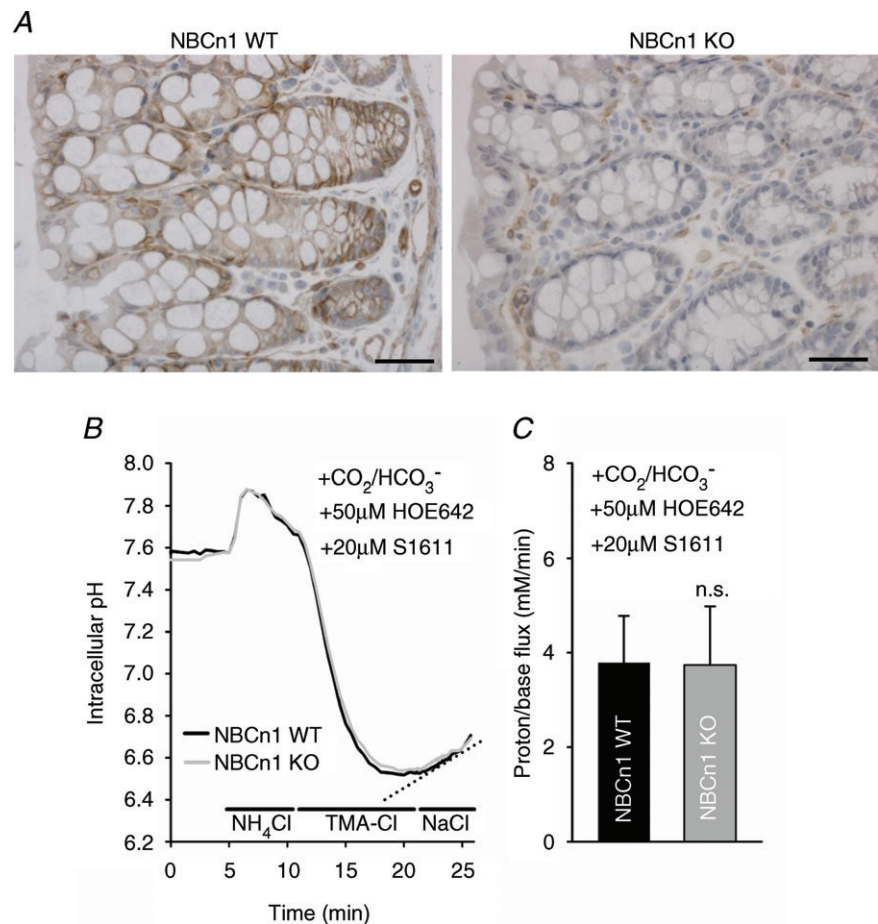 A
NBCn1 WT
NBCn1 KO
B
8.0
7.8
7.6
7.4
7.2
7.0
6.8
6.6
6.4
6.2
Intracellular pH
+CO₂/HCO₃⁻
+50μM HOE642
+20μM S1611
NBCn1 WT
NBCn1 KO
NH₄Cl
TMA-Cl
NaCl
0
5
10
15
20
25
Time (min)
C
8
6
4
2
0
Proton/base flux (mM/min)
+CO₂/HCO₃⁻
+50μM HOE642
+20μM S1611
n.s.
NBCn1 WT
NBCn1 KO